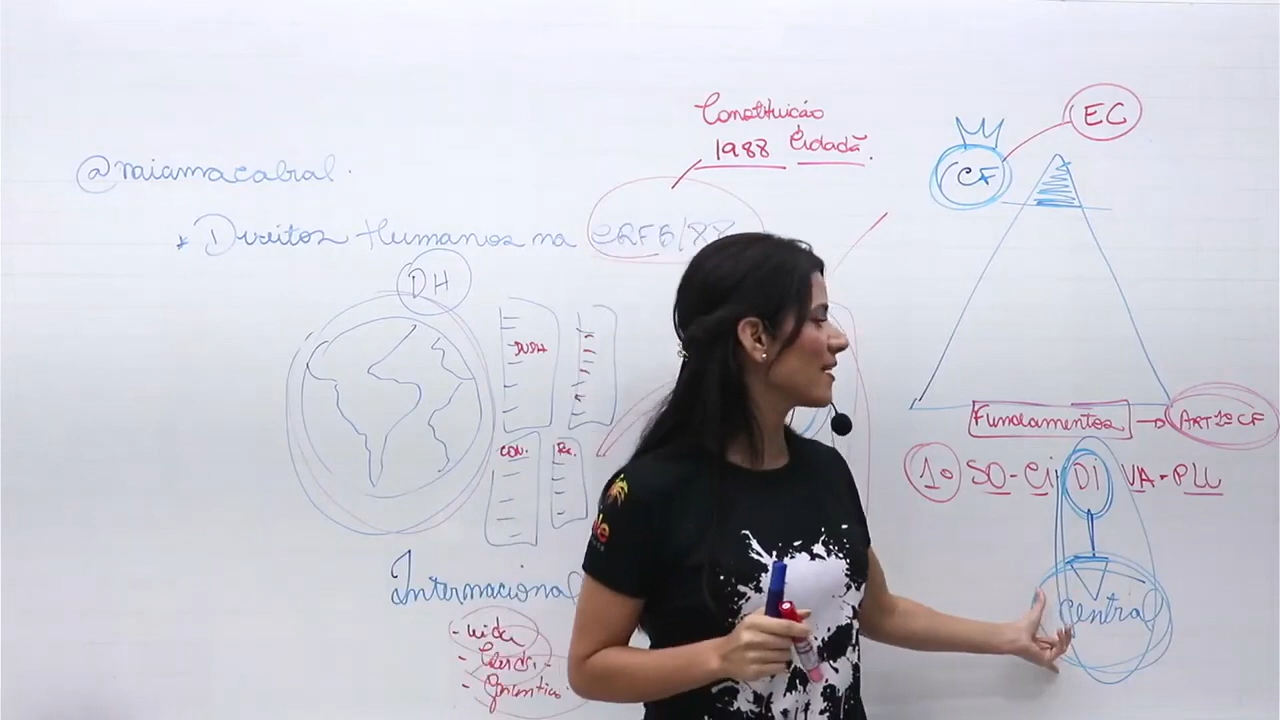 Constituição
1988 Cidadã.
EC
CF
@naiamacabral.
* Direitos Humanos na CRFB/88
DH
DUDH
CON.
Fundamentos → ART 1º CF
1º SO-CI DI VA-PLU
Internacional
central
- vida